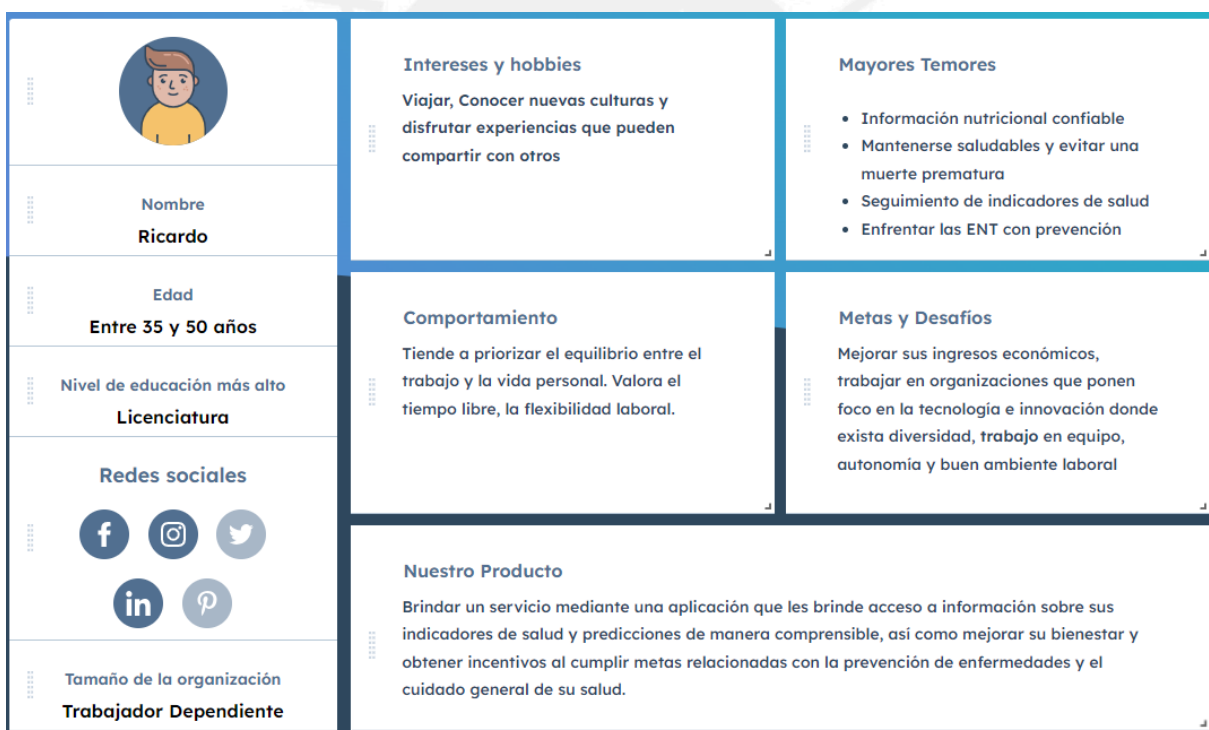 Nombre
Ricardo
Edad
Entre 35 y 50 años
Nivel de educación más alto
Licenciatura
Redes sociales
f
in
Tamaño de la organización
Trabajador Dependiente
Intereses y hobbies
Viajar, Conocer nuevas culturas y
disfrutar experiencias que pueden
compartir con otros
Mayores Temores
• Información nutricional confiable
• Mantenerse saludables y evitar una
muerte prematura
• Seguimiento de indicadores de salud
• Enfrentar las ENT con prevención
Comportamiento
Tiende a priorizar el equilibrio entre el
trabajo y la vida personal. Valora el
tiempo libre, la flexibilidad laboral.
Metas y Desafíos
Mejorar sus ingresos económicos,
trabajar en organizaciones que ponen
foco en la tecnología e innovación donde
exista diversidad, trabajo en equipo,
autonomía y buen ambiente laboral
Nuestro Producto
Brindar un servicio mediante una aplicación que les brinde acceso a información sobre sus
indicadores de salud y predicciones de manera comprensible, así como mejorar su bienestar y
obtener incentivos al cumplir metas relacionadas con la prevención de enfermedades y el
cuidado general de su salud.